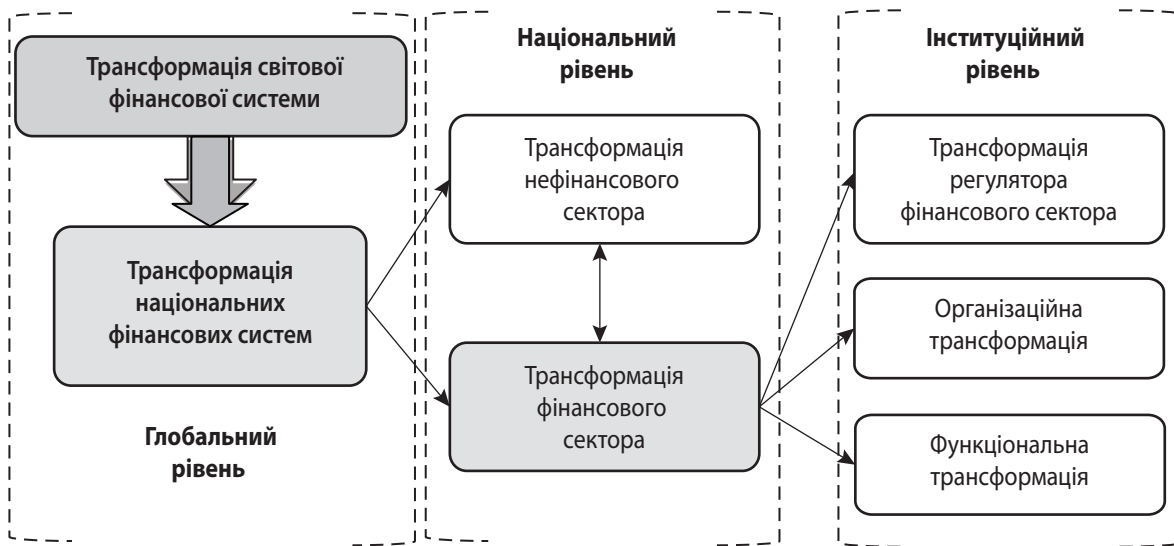 Трансформація світової
фінансової системи
Трансформація
національних
фінансових систем
Глобальний
рівень
Національний
рівень
Трансформація
нефінансового
сектора
Трансформація
фінансового
сектора
Інституційний
рівень
Трансформація
регулятора
фінансового сектора
Організаційна
трансформація
Функціональна
трансформація